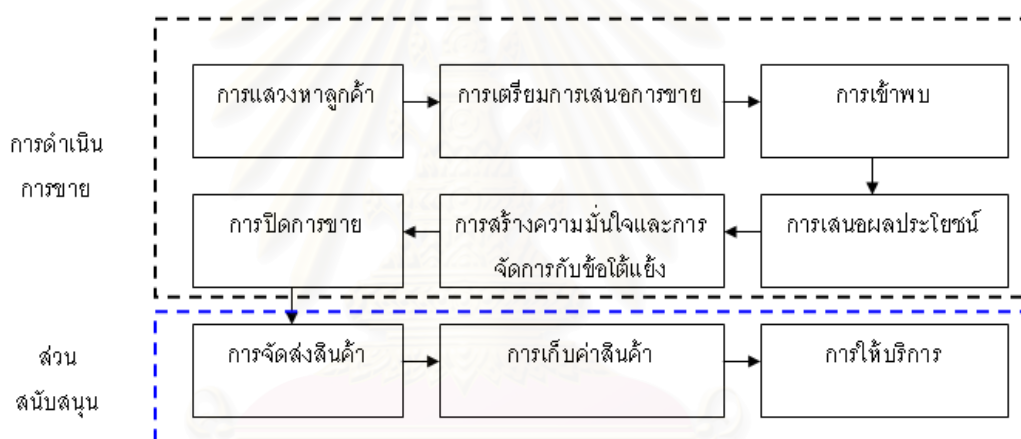 การแสวงหาลูกค้า
การเตรียมการเสนอการขาย
การเข้าพบ
การดำเนิน
การขาย
การปิดการขาย
การสร้างความมั่นใจและการ
จัดการกับข้อโต้แย้ง
การเสนอผลประโยชน์
ส่วน
สนับสนุน
การจัดส่งสินค้า
การเก็บค่าสินค้า
การให้บริการ